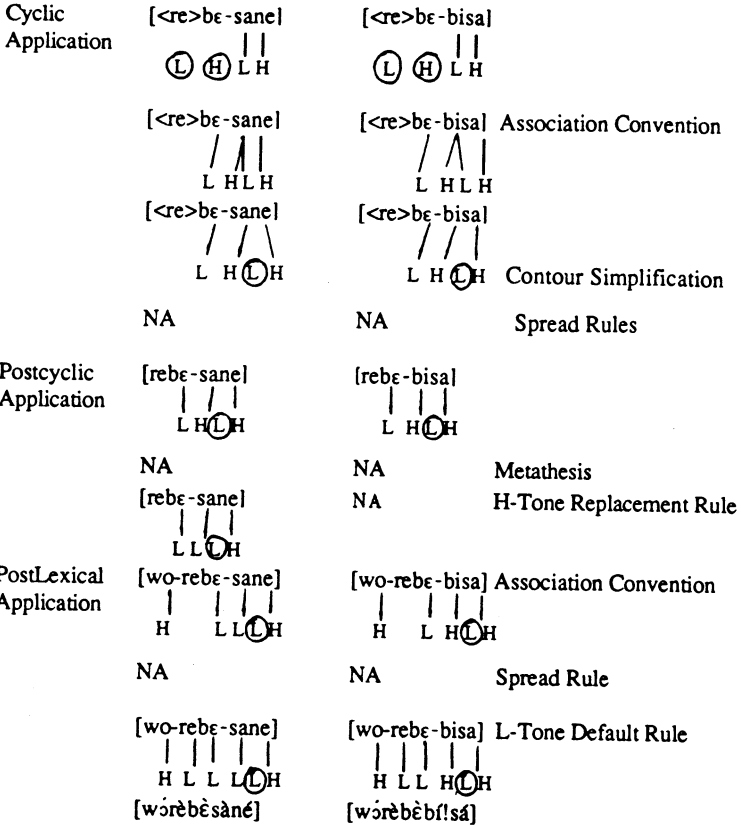 Cyclic [<re>bɛ-sane] [<re>bɛ-bisa]
Application
L H L H L H L H
[<re>bɛ-sane] [<re>bɛ-bisa] Association Convention
L H L H L H L H
[<re>bɛ-sane] [<re>bɛ-bisa]
L H L H L H L H Contour Simplification
NA NA Spread Rules
Postcyclic [rebɛ-sane] [rebɛ-bisa]
Application
L H L H L H L H
NA NA Metathesis
[rebɛ-sane] NA H-Tone Replacement Rule
L L L H
PostLexical [wo-rebɛ-sane] [wo-rebɛ-bisa] Association Convention
Application
H L L L H H L H L H
NA NA Spread Rule
[wo-rebɛ-sane] [wo-rebɛ-bisa] L-Tone Default Rule
H L L L L H H L L H L H
[wɔ́rèbɛ̀sàné] [wɔ́rèbɛ̀bí!sá]